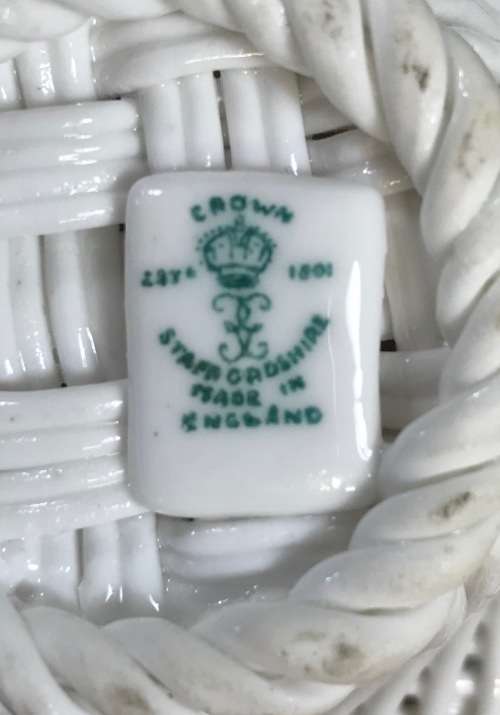 CROWN
ESTD 1801
STAFFORDSHIRE
MADE IN
ENGLAND